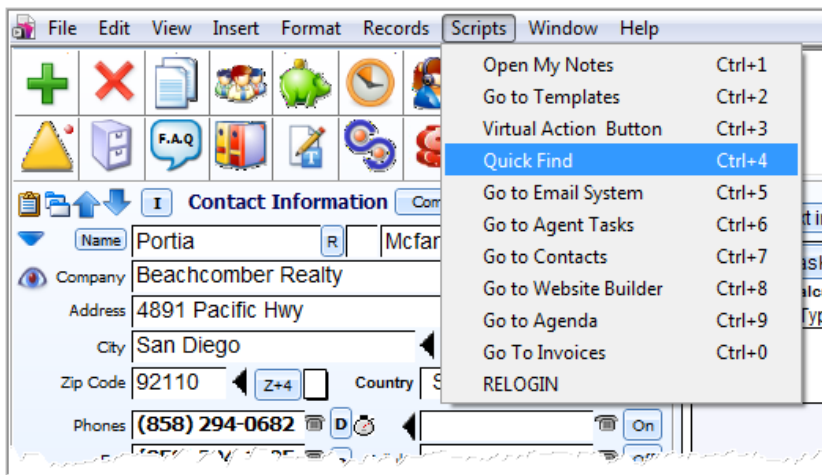 File Edit View Insert Format Records Scripts Window Help
Open My Notes Ctrl+1
Go to Templates Ctrl+2
Virtual Action Button Ctrl+3
Quick Find Ctrl+4
Go to Email System Ctrl+5
Go to Agent Tasks Ctrl+6
Go to Contacts Ctrl+7
Go to Website Builder Ctrl+8
Go to Agenda Ctrl+9
Go To Invoices Ctrl+0
RELOGIN
F.A.Q
I Contact Information Com
Name Portia R Mcfar
Company Beachcomber Realty
Address 4891 Pacific Hwy
City San Diego
Zip Code 92110 Z+4 Country S
Phones (858) 294-0682 D On